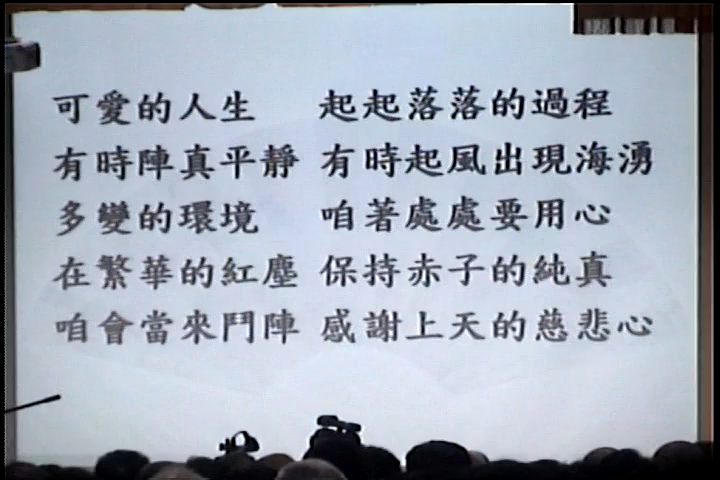 可愛的人生 起起落落的過程
有時陣真平靜 有時起風出現海湧
多變的環境 咱著處處要用心
在繁華的紅塵 保持赤子的純真
咱會當來鬥陣 感謝上天的慈悲心